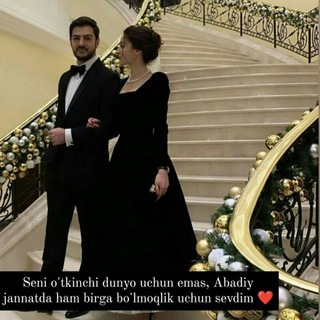 Seni o'tkinchi dunyo uchun emas, Abadiy
jannatda ham birga bo'lmoqlik uchun sevdim ❤️